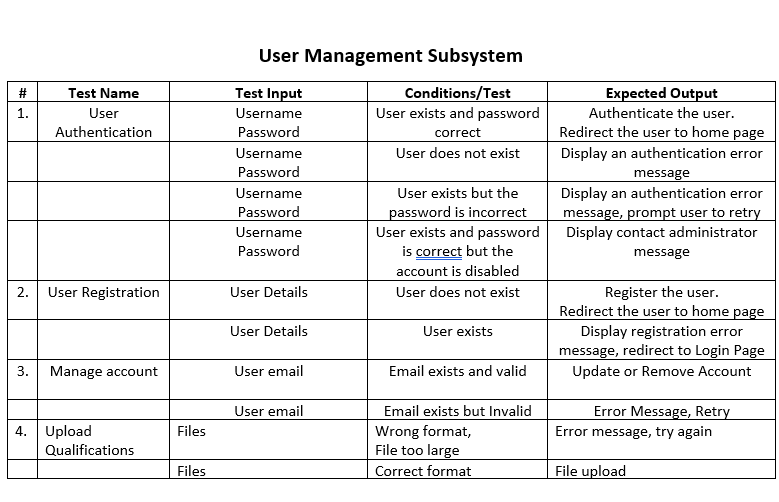 User Management Subsystem
# Test Name Test Input Conditions/Test Expected Output
1. User Authentication Username Password User exists and password correct Authenticate the user. Redirect the user to home page
Username Password User does not exist Display an authentication error message
Username Password User exists but the password is incorrect Display an authentication error message, prompt user to retry
Username Password User exists and password is correct but the account is disabled Display contact administrator message
2. User Registration User Details User does not exist Register the user. Redirect the user to home page
User Details User exists Display registration error message, redirect to Login Page
3. Manage account User email Email exists and valid Update or Remove Account
User email Email exists but Invalid Error Message, Retry
4. Upload Qualifications Files Wrong format, File too large Error message, try again
Files Correct format File upload